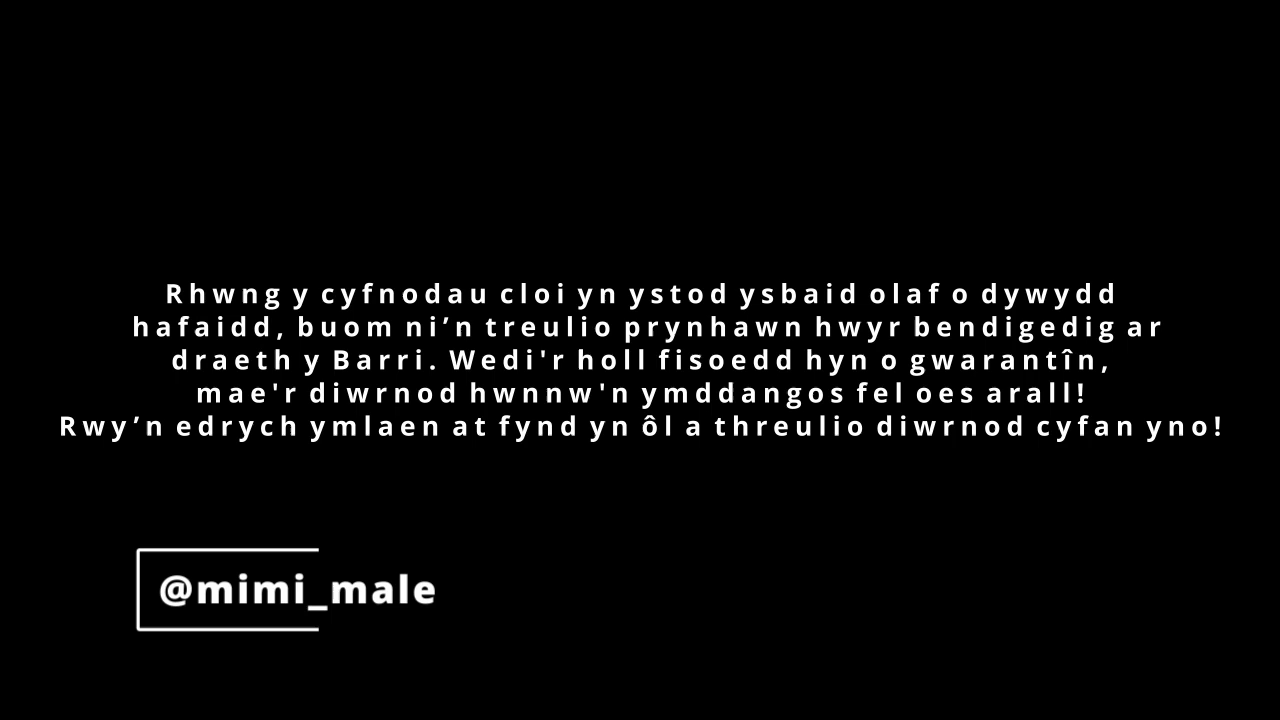 Rhwng y cyfnodau cloi yn ystod ysbaid olaf o dywydd
hafaidd, buom ni’n treulio prynhawn hwyr bendigedig ar
draeth y Barri. Wedi'r holl fisoedd hyn o gwarantîn,
mae'r diwrnod hwnnw'n ymddangos fel oes arall!
Rwy’n edrych ymlaen at fynd yn ôl a threulio diwrnod cyfan yno!
@mimi_male